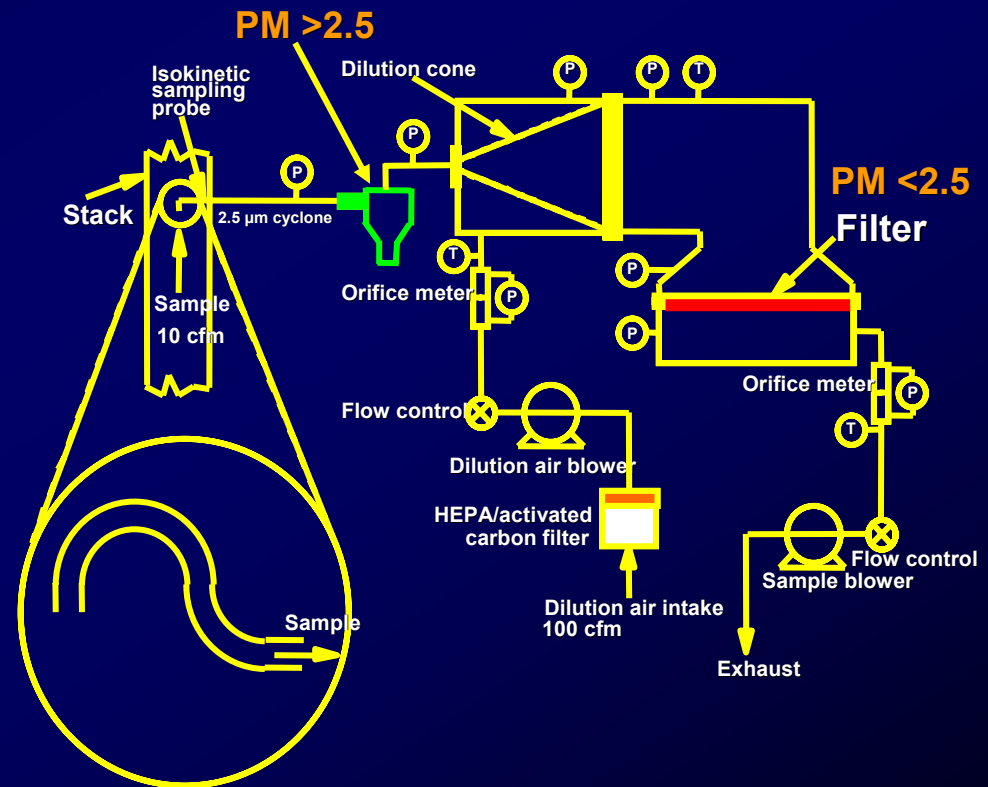 PM >2.5
Isokinetic
sampling
probe
Dilution cone
P
P
T
P
P
PM <2.5
Filter
Stack
2.5 µm cyclone
T
P
Orifice meter
P
Sample
10 cfm
P
Orifice meter
P
T
Flow control
Dilution air blower
HEPA/activated
carbon filter
Flow control
Sample blower
Dilution air intake
100 cfm
Sample
Exhaust